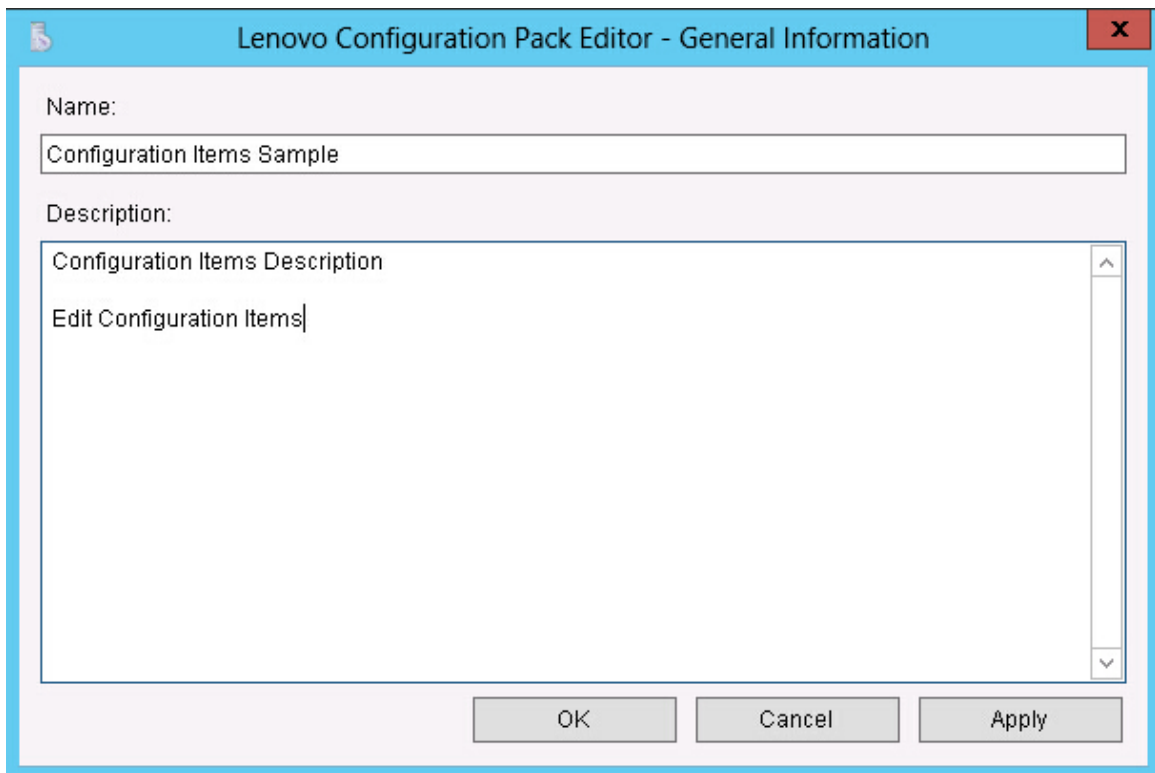 Lenovo Configuration Pack Editor - General Information
x
Name:
Configuration Items Sample
Description:
Configuration Items Description
Edit Configuration Items
OK Cancel Apply